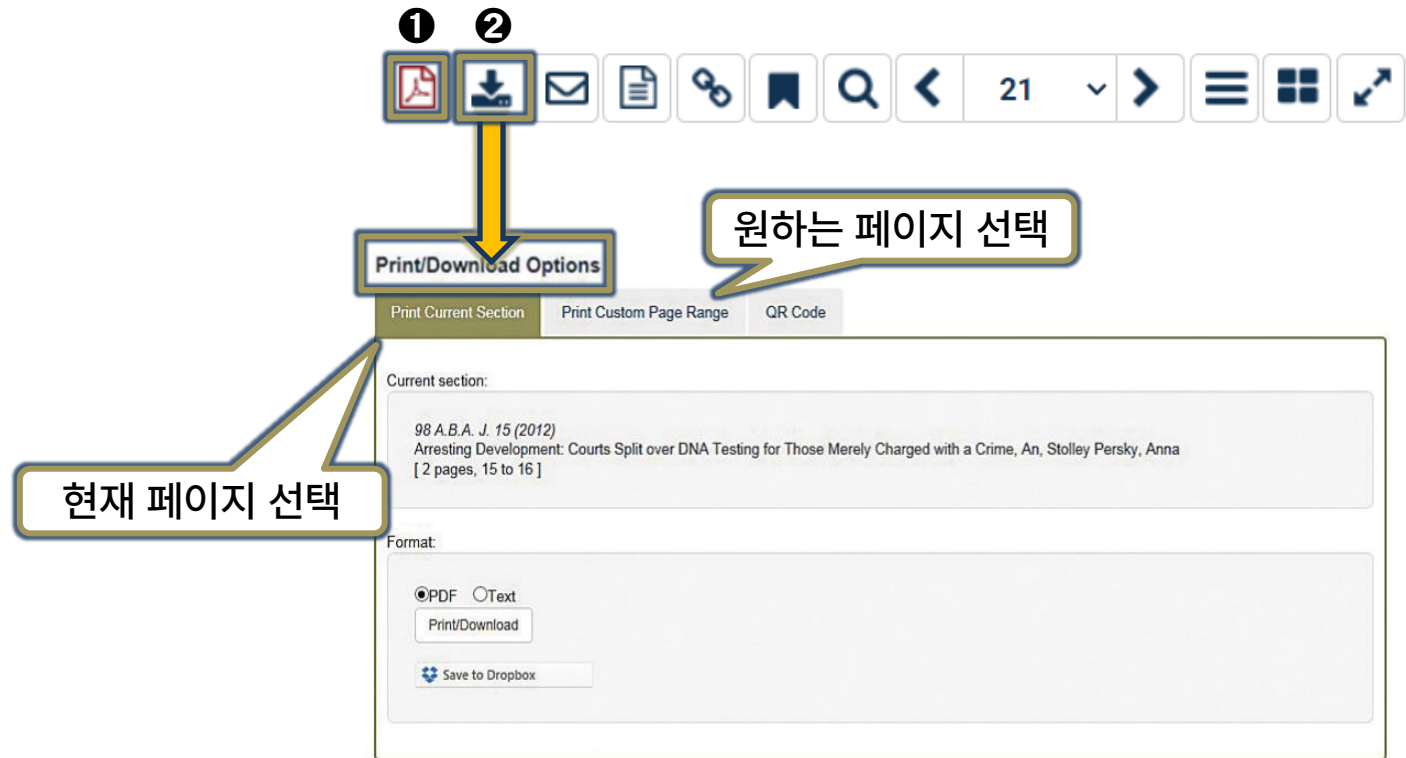 ❶ ❷
21
원하는 페이지 선택
Print/Download Options
Print Current Section Print Custom Page Range QR Code
Current section:
98 A.B.A. J. 15 (2012)
Arresting Development: Courts Split over DNA Testing for Those Merely Charged with a Crime, An, Stolley Persky, Anna
[ 2 pages, 15 to 16 ]
현재 페이지 선택
Format:
PDF Text
Print/Download
Save to Dropbox